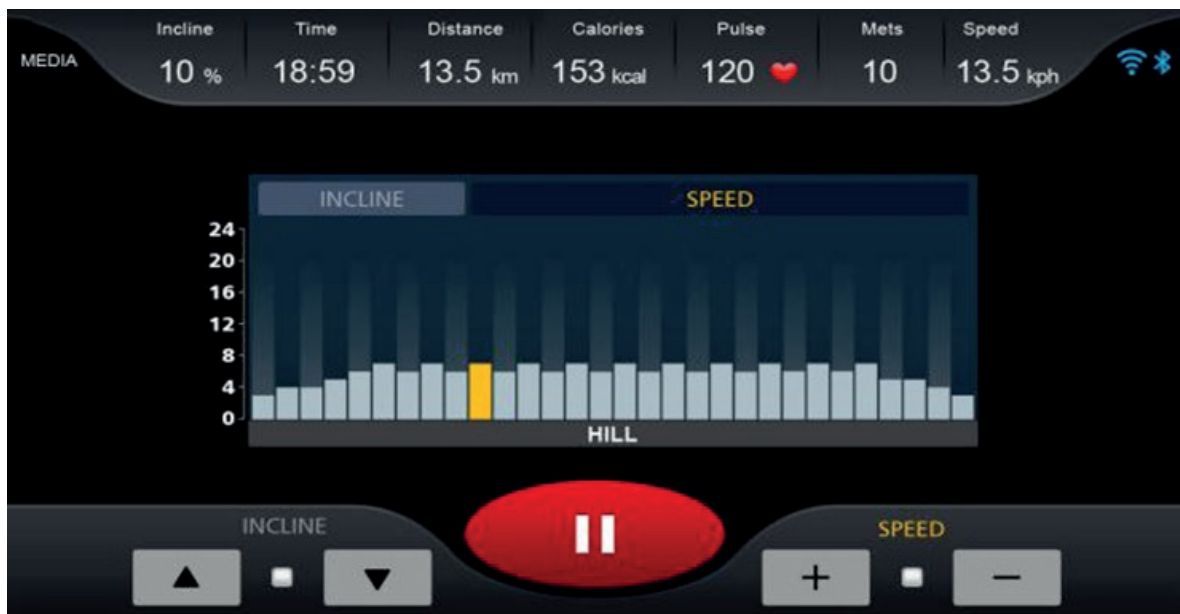 MEDIA
Incline Time Distance Calories Pulse Mets Speed
10 % 18:59 13.5 km 153 kcal 120 10 13.5 kph
INCLINE SPEED
24
20
16
12
8
4
0
HILL
INCLINE SPEED
+ −